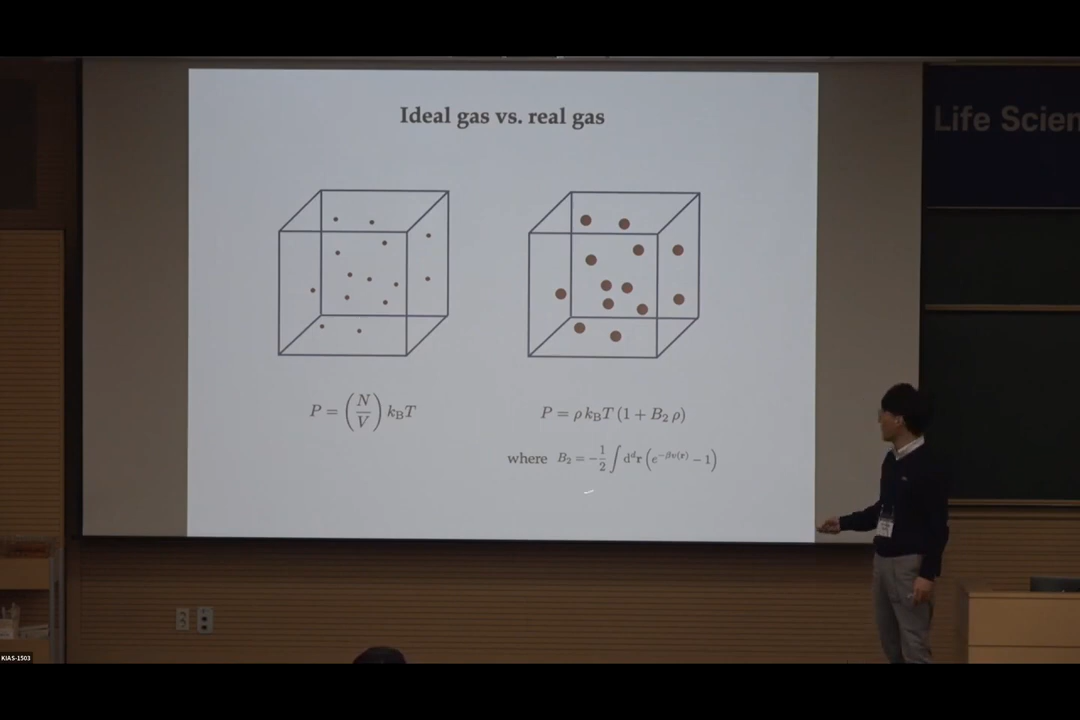 Ideal gas vs. real gas
P = (N/V) k_B T
P = ρ k_B T (1 + B_2 ρ)
where B_2 = -1/2 ∫ d^d r (e^{-βv(r)} - 1)
Life Scien
KIAS-1503